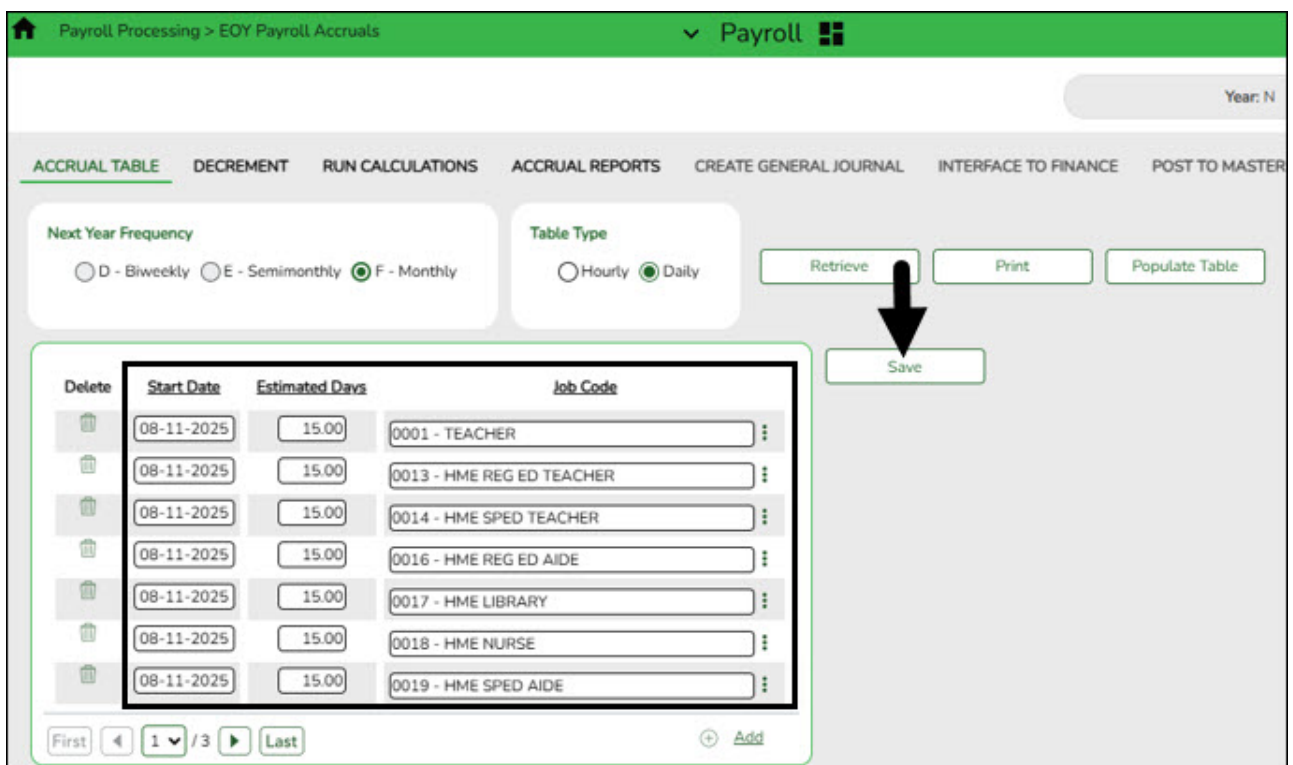 Payroll Processing > EOY Payroll Accruals
Payroll
Year: N
ACCRUAL TABLE DECREMENT RUN CALCULATIONS ACCRUAL REPORTS CREATE GENERAL JOURNAL INTERFACE TO FINANCE POST TO MASTER
Next Year Frequency
D - Biweekly E - Semimonthly F - Monthly
Table Type
Hourly Daily
Retrieve Print Populate Table
Save
Delete Start Date Estimated Days Job Code
08-11-2025 15.00 0001 - TEACHER
08-11-2025 15.00 0013 - HME REG ED TEACHER
08-11-2025 15.00 0014 - HME SPED TEACHER
08-11-2025 15.00 0016 - HME REG ED AIDE
08-11-2025 15.00 0017 - HME LIBRARY
08-11-2025 15.00 0018 - HME NURSE
08-11-2025 15.00 0019 - HME SPED AIDE
First 1 / 3 Last Add